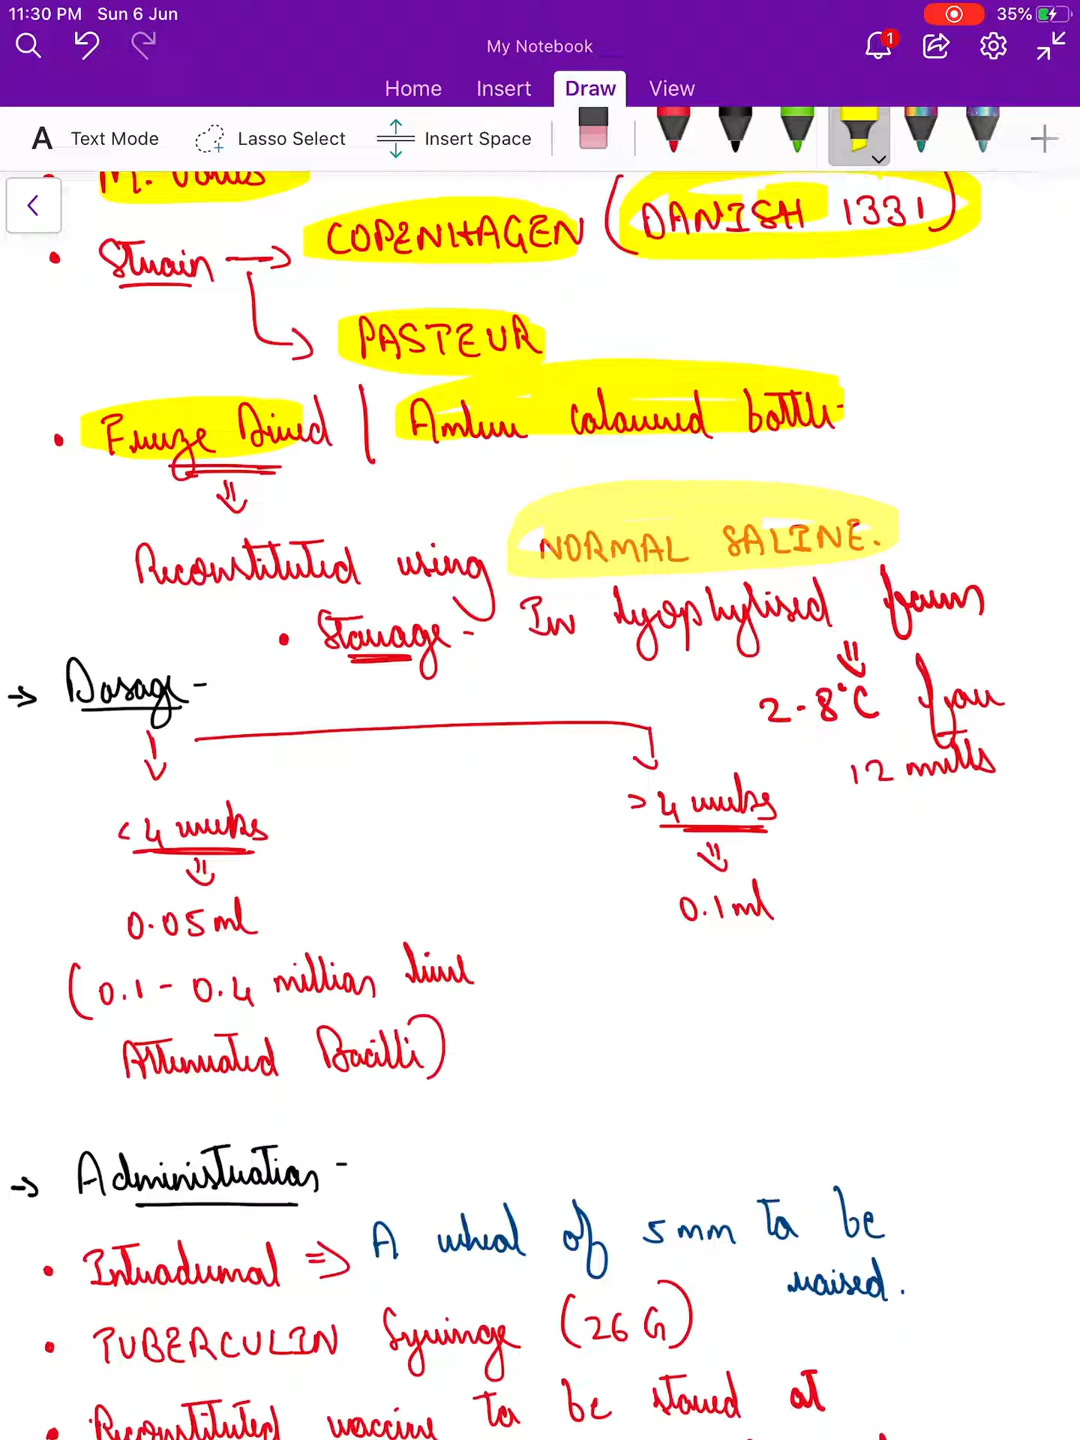 11:30 PM Sun 6 Jun 35%
My Notebook 1
Home Insert Draw View
A Text Mode Lasso Select Insert Space
• M. bovis
• Strain → COPENHAGEN (DANISH 1331)
PASTEUR
• Freeze Dried | Amber coloured bottle-
Reconstituted using NORMAL SALINE.
• Storage - In lyophylised form
2-8°C for
12 mnths
→ Dosage -
< 4 weeks > 4 weeks
0.05 ml 0.1 ml
(0.1 - 0.4 million live
Attenuated Bacilli)
→ Administration -
• Intradermal ⇒ A wheal of 5 mm to be
raised.
• TUBERCULIN Syringe (26 G)
• Reconstituted vaccine to be stored at